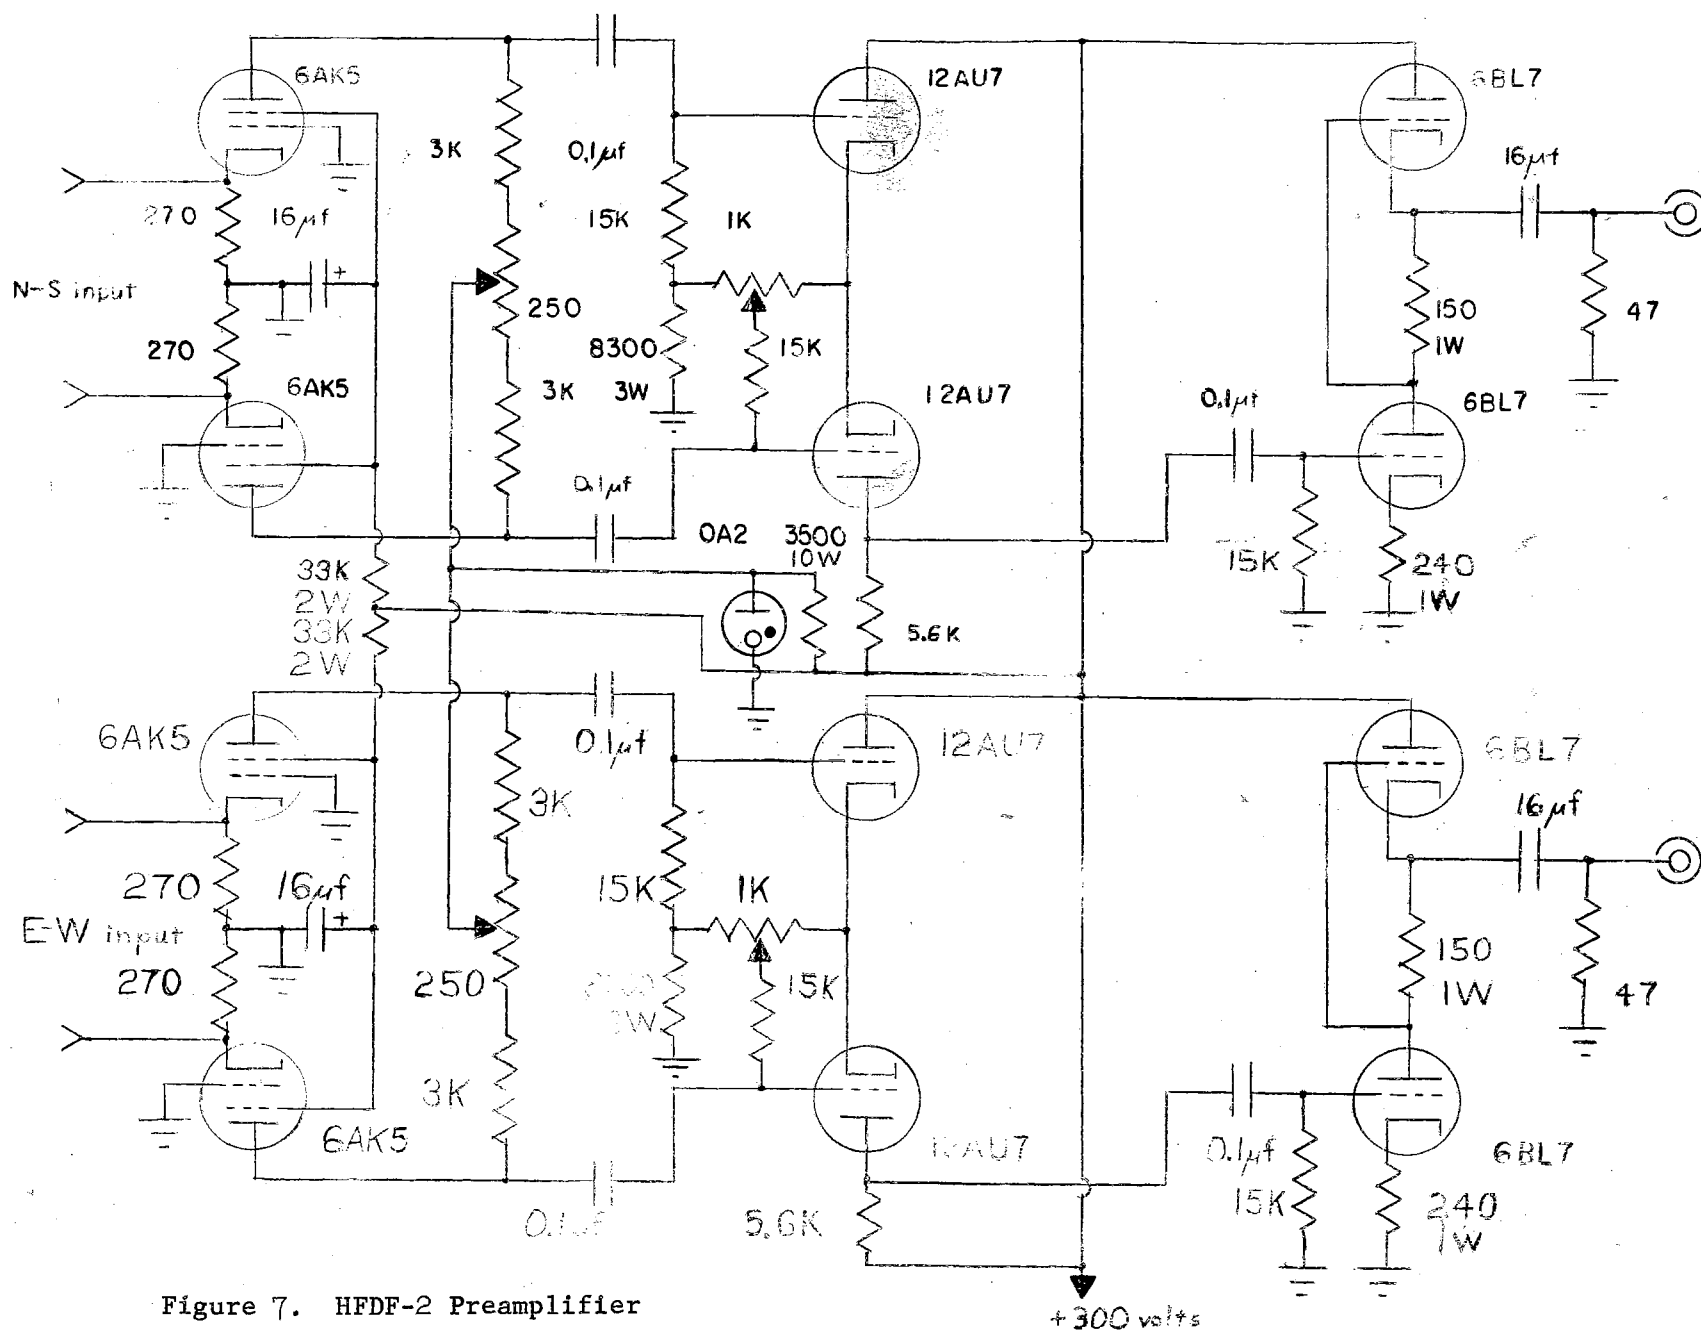 6AK5
12AU7
6BL7
3K
0.1µf
16µf
270
16µf
15K
1K
+
N-S input
250
150
1W
47
270
8300
3W
15K
6AK5
3K
12AU7
6BL7
0.1µf
0.1µf
0A2
3500
10W
15K
240
1W
33K
2W
33K
2W
5.6K
6AK5
0.1µf
12AU7
6BL7
3K
16µf
270
16µf
15K
1K
+
E-W input
150
1W
47
270
250
15K
3K
6AK5
12AU7
0.1µf
6BL7
15K
240
1W
0.1µf
5.6K
Figure 7. HFDF-2 Preamplifier
+300 volts